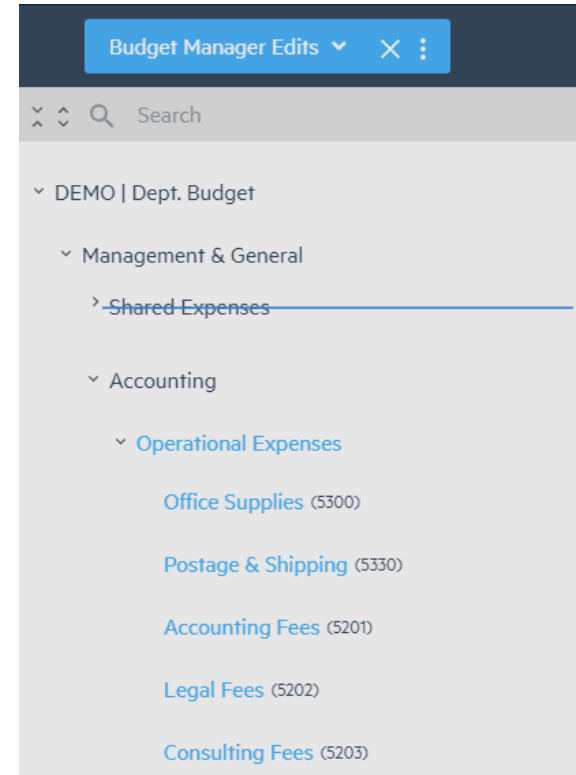 Budget Manager Edits
Search
DEMO | Dept. Budget
Management & General
Shared Expenses
Accounting
Operational Expenses
Office Supplies (5300)
Postage & Shipping (5330)
Accounting Fees (5201)
Legal Fees (5202)
Consulting Fees (5203)